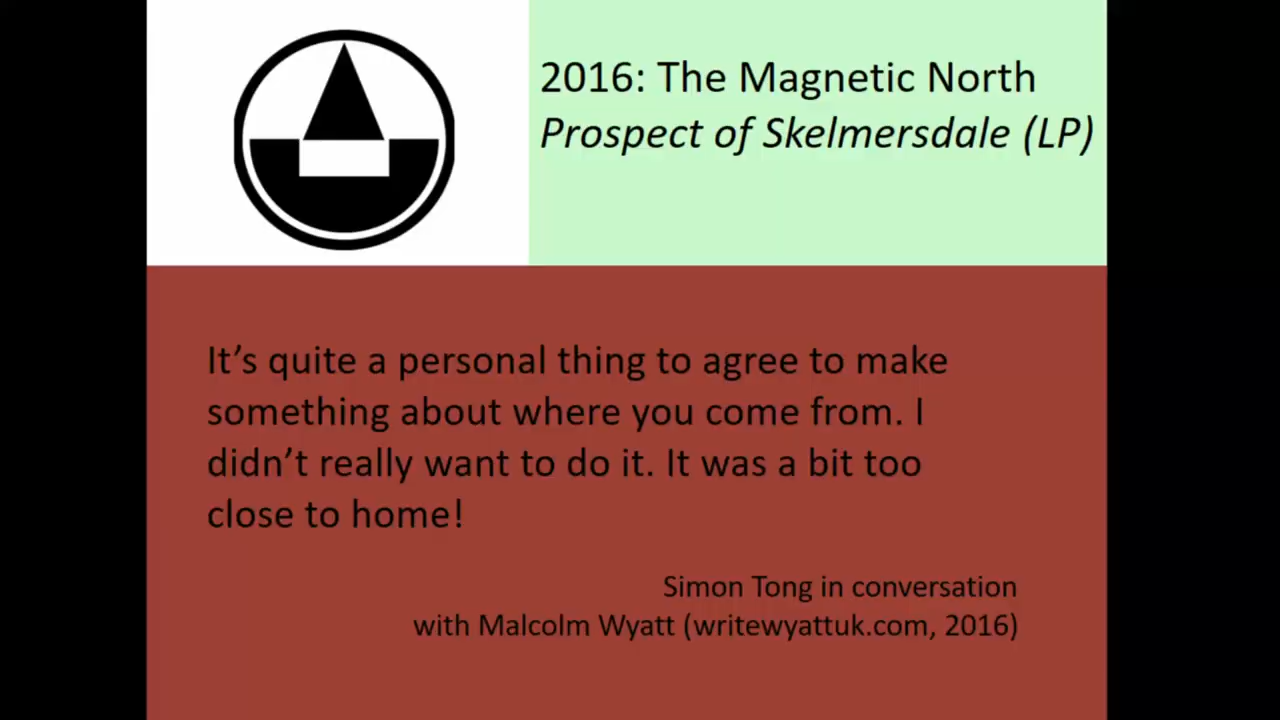 2016: The Magnetic North
Prospect of Skelmersdale (LP)
It’s quite a personal thing to agree to make
something about where you come from. I
didn’t really want to do it. It was a bit too
close to home!
Simon Tong in conversation
with Malcolm Wyatt (writewyattuk.com, 2016)